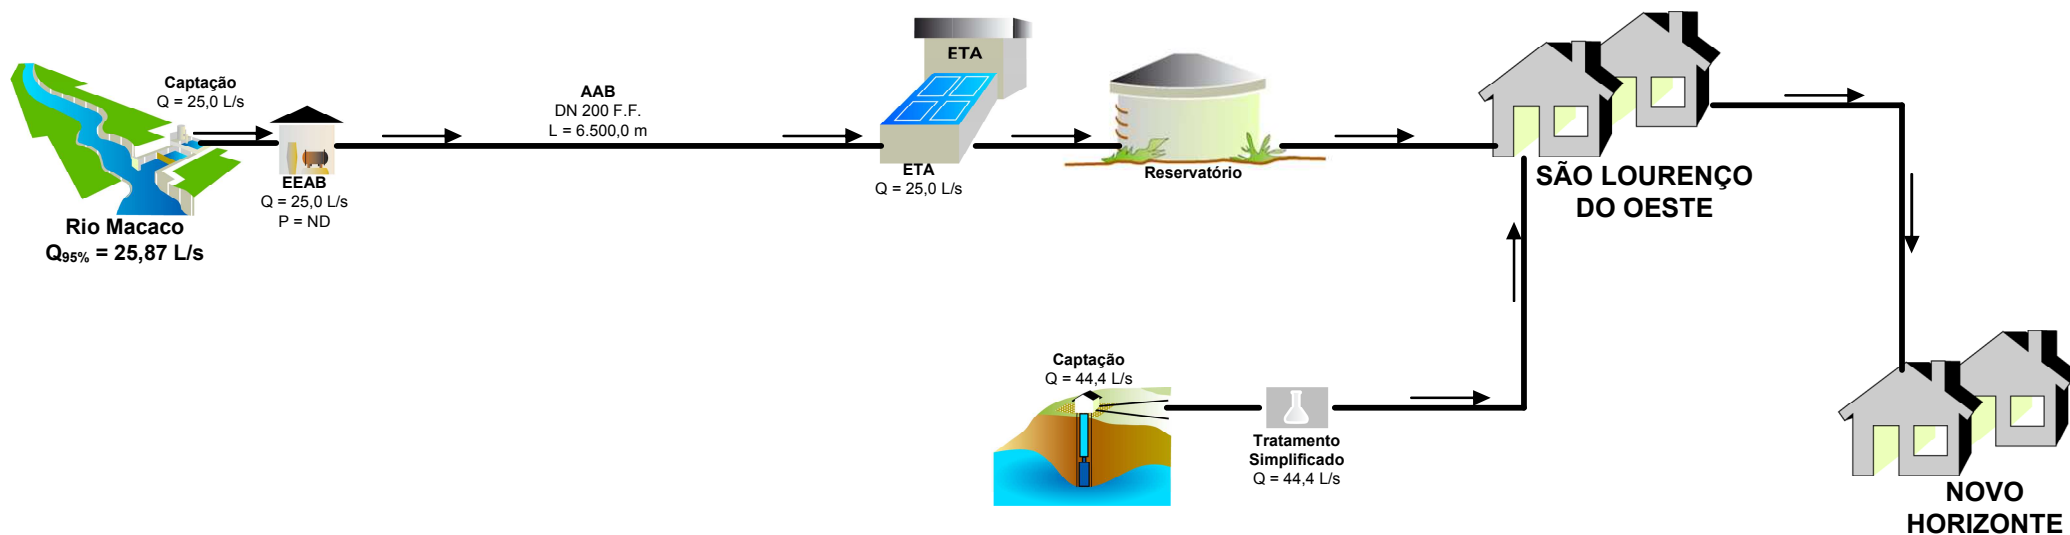 Captação
Q = 25,0 L/s
Rio Macaco
Q95% = 25,87 L/s
EEAB
Q = 25,0 L/s
P = ND
AAB
DN 200 F.F.
L = 6.500,0 m
ETA
ETA
Q = 25,0 L/s
Reservatório
SÃO LOURENÇO
DO OESTE
Captação
Q = 44,4 L/s
Tratamento
Simplificado
Q = 44,4 L/s
NOVO
HORIZONTE